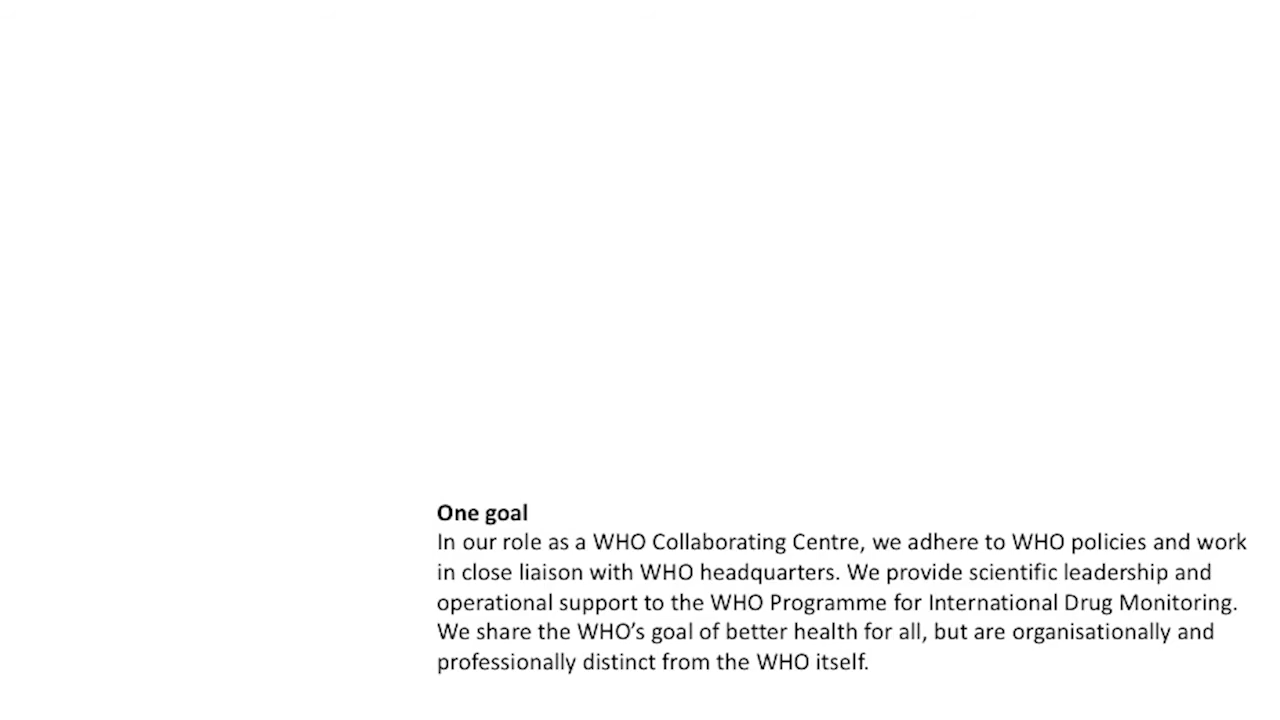 One goal
In our role as a WHO Collaborating Centre, we adhere to WHO policies and work
in close liaison with WHO headquarters. We provide scientific leadership and
operational support to the WHO Programme for International Drug Monitoring.
We share the WHO’s goal of better health for all, but are organisationally and
professionally distinct from the WHO itself.